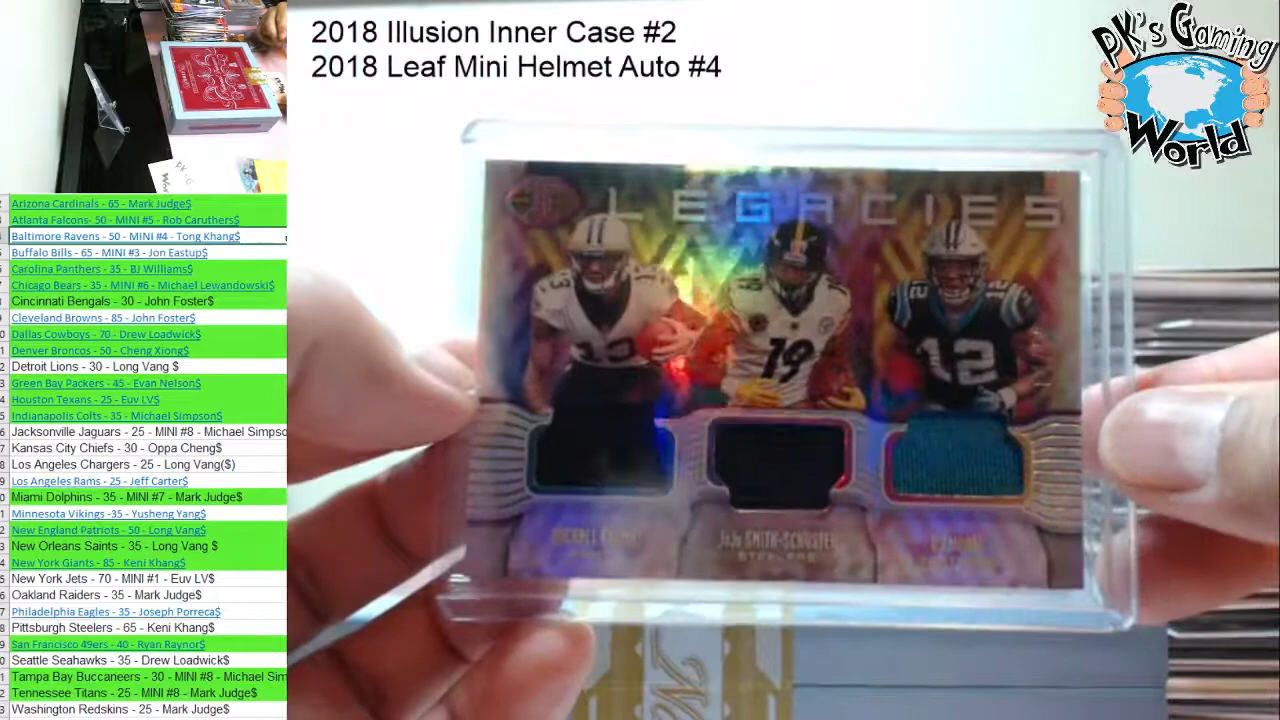 2018 Illusion Inner Case #2
2018 Leaf Mini Helmet Auto #4
PK's Gaming
World
Arizona Cardinals - 65 - Mark Judge$
Atlanta Falcons- 50 - MINI #5 - Rob Caruthers$
Baltimore Ravens - 50 - MINI #4 - Tong Khang$
Buffalo Bills - 65 - MINI #3 - Jon Eastup$
Carolina Panthers - 35 - BJ Williams$
Chicago Bears - 35 - MINI #6 - Michael Lewandowski$
Cincinnati Bengals - 30 - John Foster$
Cleveland Browns - 85 - John Foster$
Dallas Cowboys - 70 - Drew Loadwick$
Denver Broncos - 50 - Cheng Xiong$
Detroit Lions - 30 - Long Vang $
Green Bay Packers - 45 - Evan Nelson$
Houston Texans - 25 - Euv LV$
Indianapolis Colts - 35 - Michael Simpson$
Jacksonville Jaguars - 25 - MINI #8 - Michael Simpso
Kansas City Chiefs - 30 - Oppa Cheng$
Los Angeles Chargers - 25 - Long Vang($)
Los Angeles Rams - 25 - Jeff Carter$
Miami Dolphins - 35 - MINI #7 - Mark Judge$
Minnesota Vikings -35 - Yusheng Yang$
New England Patriots - 50 - Long Vang$
New Orleans Saints - 35 - Long Vang $
New York Giants - 85 - Keni Khang$
New York Jets - 70 - MINI #1 - Euv LV$
Oakland Raiders - 35 - Mark Judge$
Philadelphia Eagles - 35 - Joseph Porreca$
Pittsburgh Steelers - 65 - Keni Khang$
San Francisco 49ers - 40 - Ryan Raynor$
Seattle Seahawks - 35 - Drew Loadwick$
Tampa Bay Buccaneers - 30 - MINI #8 - Michael Sim
Tennessee Titans - 25 - MINI #8 - Mark Judge$
Washington Redskins - 25 - Mark Judge$
LEGACIES
13
19
12
MICHAEL
JuJu SMITH-SCHUSTER
STEELERS